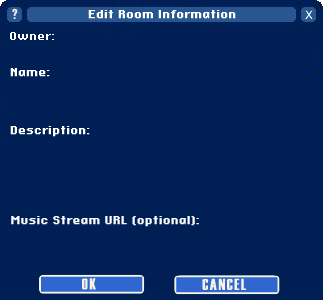 ? Edit Room Information X
Owner:
Name:
Description:
Music Stream URL (optional):
OK CANCEL